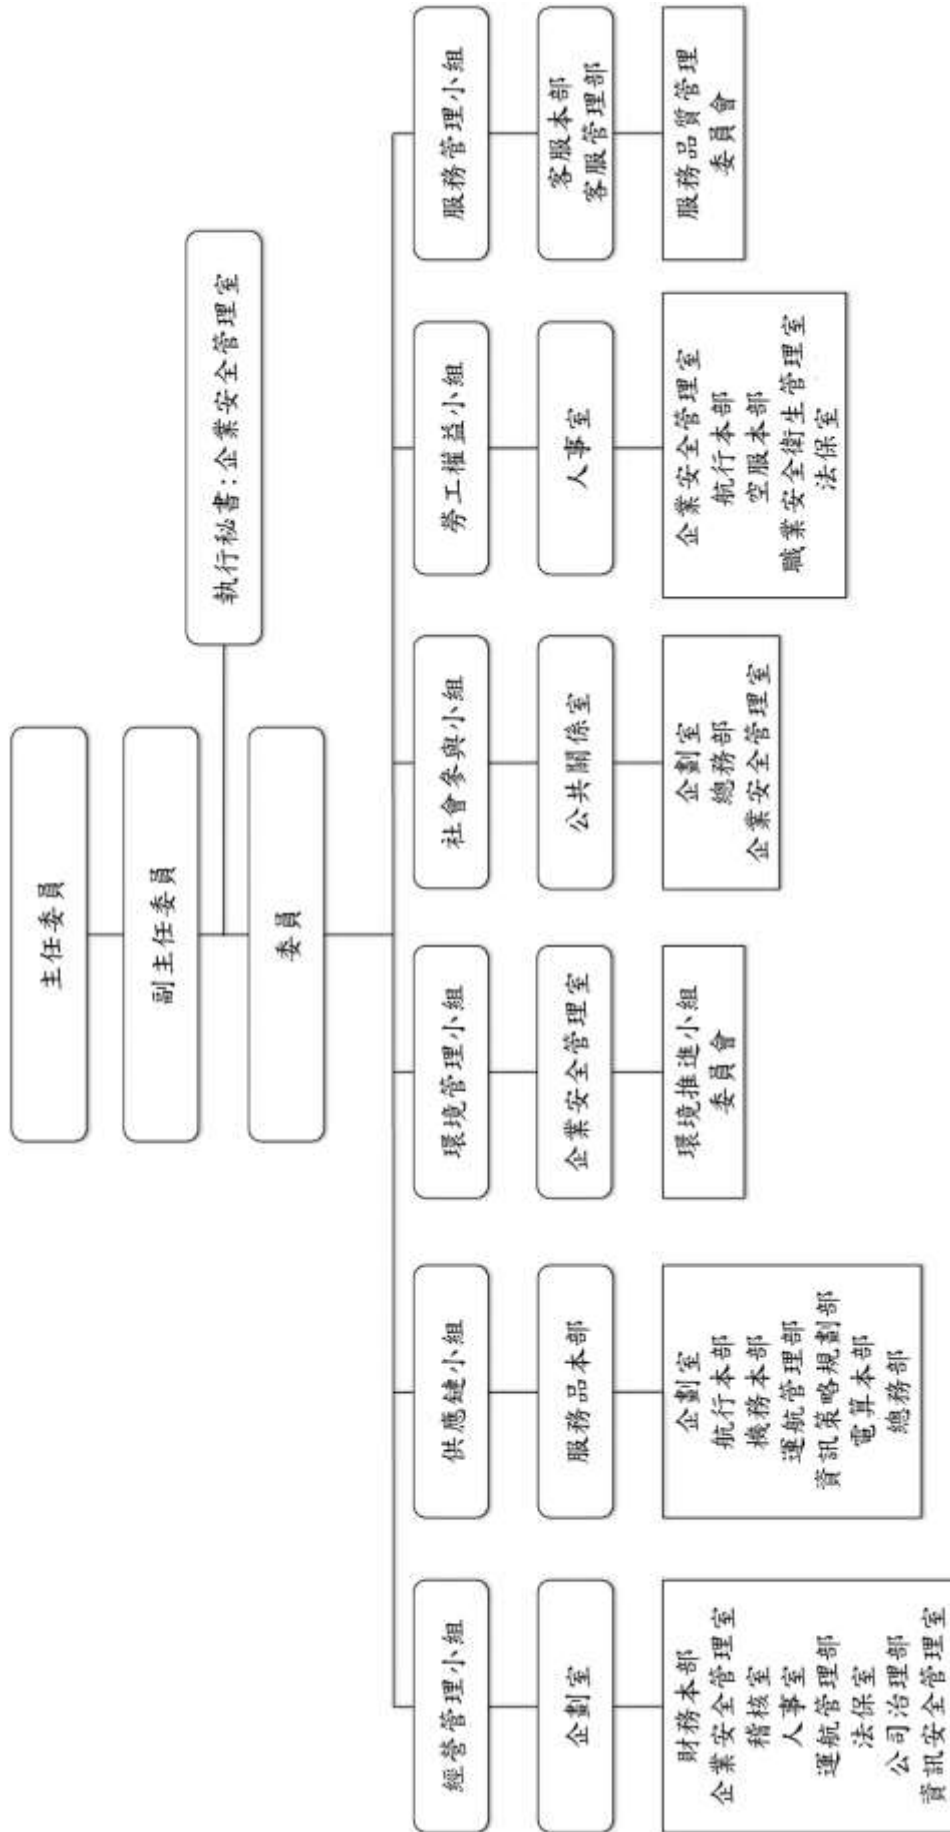 主任委員
副主任委員
執行秘書:企業安全管理室
委員
經營管理小組
供應鏈小組
環境管理小組
社會參與小組
勞工權益小組
服務管理小組
企劃室
服務品本部
企業安全管理室
公共關係室
人事室
客服本部
客服管理部
財務本部
企業安全管理室
稽核室
人事室
運航管理部
法保室
公司治理部
資訊安全管理室
企劃室
航行本部
機務本部
運航管理部
資訊策略規劃部
電算本部
總務部
環境推進小組
委員會
企劃室
總務部
企業安全管理室
企業安全管理室
航行本部
空服本部
職業安全衛生管理室
法保室
服務品質管理
委員會